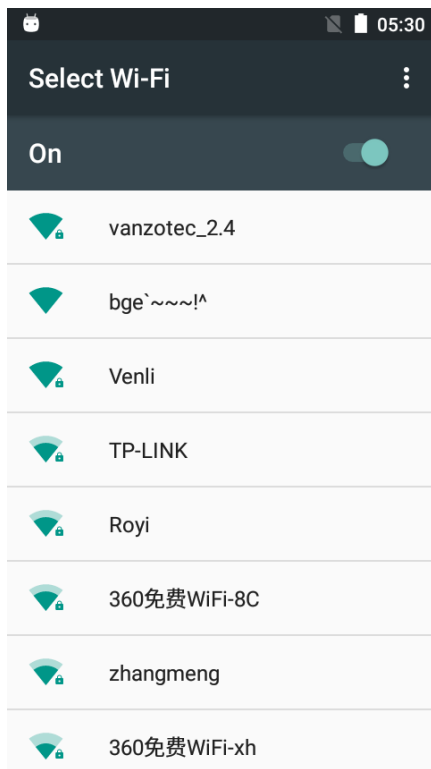 05:30
Select Wi-Fi
On
vanzotec_2.4
bge`~~~!^
Venli
TP-LINK
Royi
360免费WiFi-8C
zhangmeng
360免费WiFi-xh